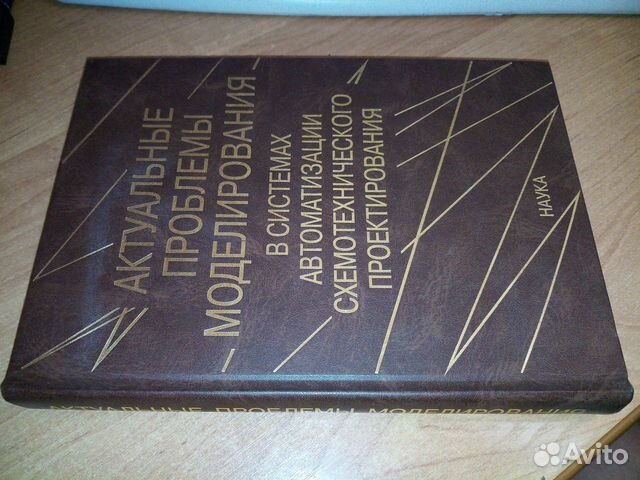 АКТУАЛЬНЫЕ
ПРОБЛЕМЫ
МОДЕЛИРОВАНИЯ
В СИСТЕМАХ
АВТОМАТИЗАЦИИ
СХЕМОТЕХНИЧЕСКОГО
ПРОЕКТИРОВАНИЯ
НАУКА
АКТУАЛЬНЫЕ ПРОБЛЕМЫ МОДЕЛИРОВАНИЯ
Avito